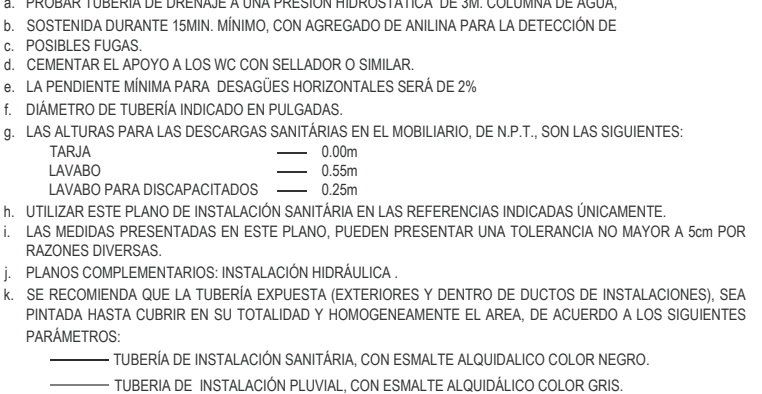 a. PROBAR TUBERÍA DE DRENAJE A UNA PRESIÓN HIDROSTÁTICA DE 3M. COLUMNA DE AGUA,
b. SOSTENIDA DURANTE 15MIN. MÍNIMO, CON AGREGADO DE ANILINA PARA LA DETECCIÓN DE
c. POSIBLES FUGAS.
d. CEMENTAR EL APOYO A LOS WC CON SELLADOR O SIMILAR.
e. LA PENDIENTE MÍNIMA PARA DESAGÜES HORIZONTALES SERÁ DE 2%
f. DIÁMETRO DE TUBERÍA INDICADO EN PULGADAS.
g. LAS ALTURAS PARA LAS DESCARGAS SANITÁRIAS EN EL MOBILIARIO, DE N.P.T., SON LAS SIGUIENTES:
TARJA —— 0.00m
LAVABO —— 0.55m
LAVABO PARA DISCAPACITADOS —— 0.25m
h. UTILIZAR ESTE PLANO DE INSTALACIÓN SANITÁRIA EN LAS REFERENCIAS INDICADAS ÚNICAMENTE.
i. LAS MEDIDAS PRESENTADAS EN ESTE PLANO, PUEDEN PRESENTAR UNA TOLERANCIA NO MAYOR A 5cm POR
RAZONES DIVERSAS.
j. PLANOS COMPLEMENTARIOS: INSTALACIÓN HIDRÁULICA .
k. SE RECOMIENDA QUE LA TUBERÍA EXPUESTA (EXTERIORES Y DENTRO DE DUCTOS DE INSTALACIONES), SEA
PINTADA HASTA CUBRIR EN SU TOTALIDAD Y HOMOGENEAMENTE EL AREA, DE ACUERDO A LOS SIGUIENTES
PARÁMETROS:
TUBERÍA DE INSTALACIÓN SANITÁRIA, CON ESMALTE ALQUIDALICO COLOR NEGRO.
TUBERIA DE INSTALACIÓN PLUVIAL, CON ESMALTE ALQUIDÁLICO COLOR GRIS.